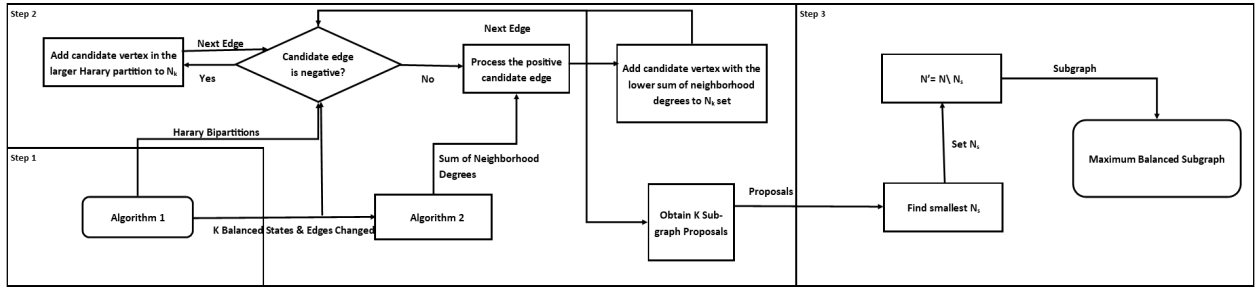 Step 2
Add candidate vertex in the
larger Harary partition to Nk
Next Edge
Yes
Candidate edge
is negative?
No
Next Edge
Process the positive
candidate edge
Add candidate vertex with the
lower sum of neighborhood
degrees to Nk set
Harary Bipartitions
Step 1
Algorithm 1
K Balanced States & Edges Changed
Sum of Neighborhood
Degrees
Algorithm 2
Obtain K Sub-
graph Proposals
Proposals
Step 3
N'= N\ Ns
Subgraph
Set Ns
Find smallest Ns
Maximum Balanced Subgraph